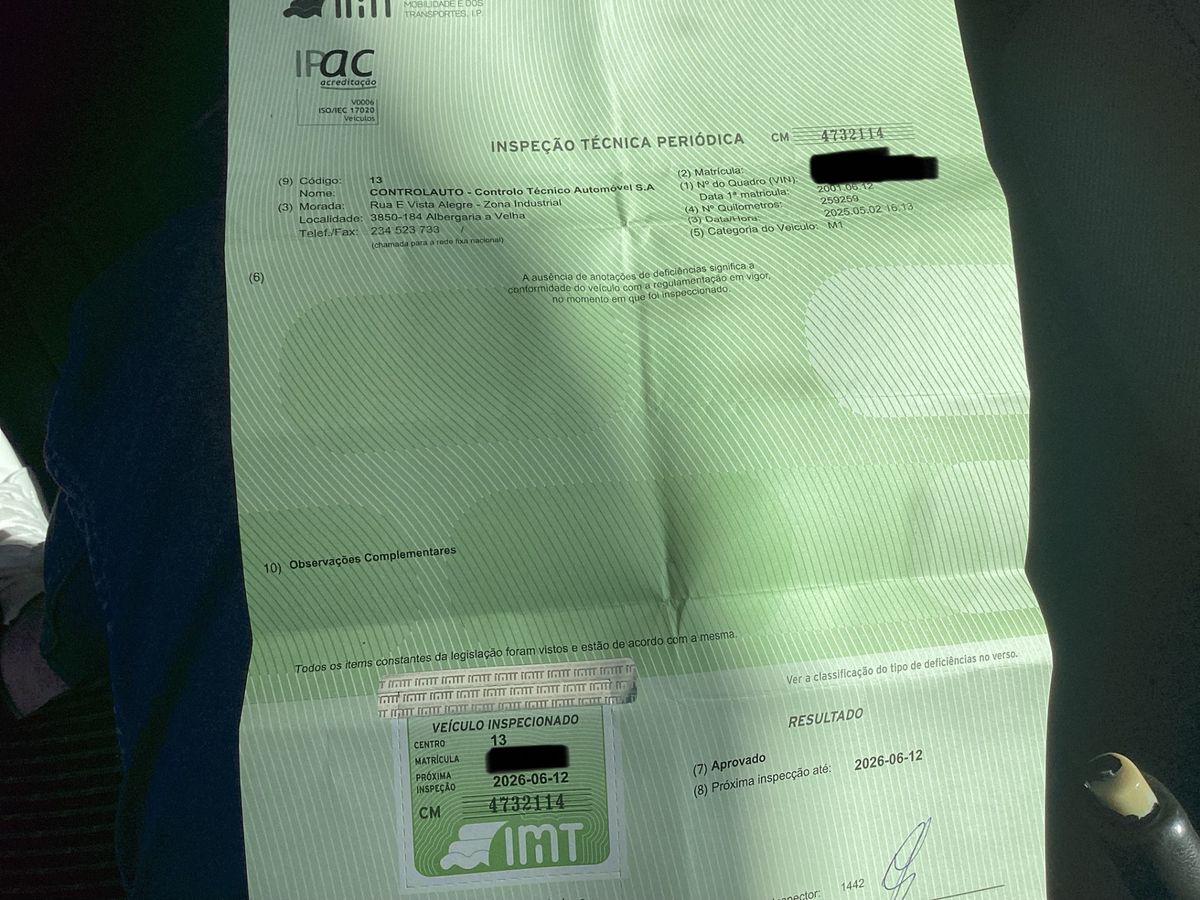 IMT
MOBILIDADE E DOS
TRANSPORTES, I.P.
IPac
acreditação
V0006
ISO/IEC 17020
Veículos
INSPEÇÃO TÉCNICA PERIÓDICA CM 4732114
(9) Código: 13
Nome: CONTROLAUTO - Controlo Técnico Automóvel S.A
(3) Morada: Rua E Vista Alegre - Zona Industrial
Localidade: 3850-184 Albergaria a Velha
Telef./Fax: 234 523 733 /
(chamada para a rede fixa nacional)
(2) Matrícula:
(1) Nº do Quadro (VIN):
Data 1ª matrícula: 2001.06.12
(4) Nº Quilómetros: 259259
(3) Data/Hora: 2025.05.02 16:13
(5) Categoria do Veículo: M1
(6)
A ausência de anotações de deficiências significa a
conformidade do veículo com a regulamentação em vigor,
no momento em que foi inspeccionado.
10) Observações Complementares
Todos os items constantes da legislação foram vistos e estão de acordo com a mesma.
Ver a classificação do tipo de deficiências no verso.
VEÍCULO INSPECIONADO
CENTRO 13
MATRÍCULA
PRÓXIMA
INSPEÇÃO 2026-06-12
CM 4732114
IMT
RESULTADO
(7) Aprovado
(8) Próxima inspecção até: 2026-06-12
1442